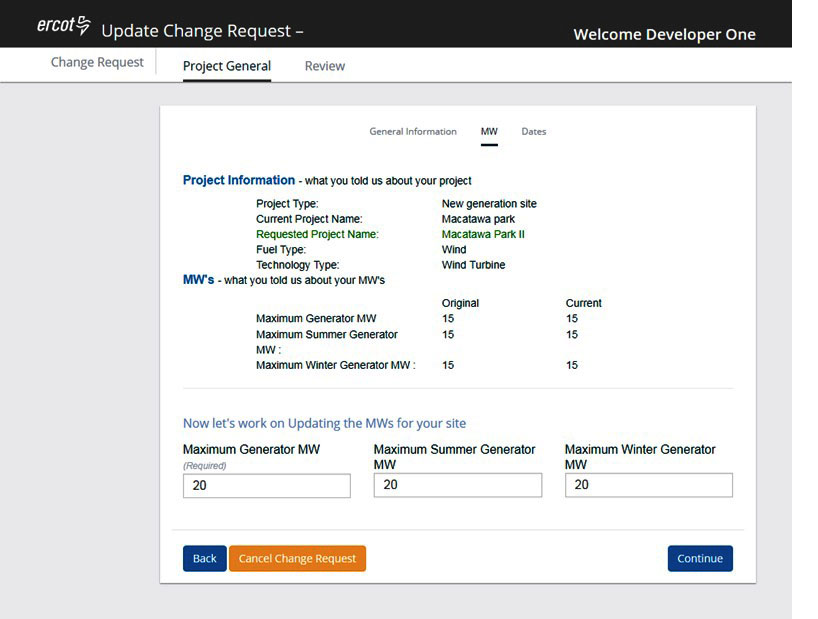 ercot Update Change Request –
Welcome Developer One
Change Request
Project General
Review
General Information
MW
Dates
Project Information - what you told us about your project
Project Type: New generation site
Current Project Name: Macatawa park
Requested Project Name: Macatawa Park II
Fuel Type: Wind
Technology Type: Wind Turbine
MW's - what you told us about your MW's
Original Current
Maximum Generator MW 15 15
Maximum Summer Generator 15 15
MW :
Maximum Winter Generator MW : 15 15
Now let's work on Updating the MWs for your site
Maximum Generator MW
(Required)
20
Maximum Summer Generator
MW
20
Maximum Winter Generator
MW
20
Back
Cancel Change Request
Continue